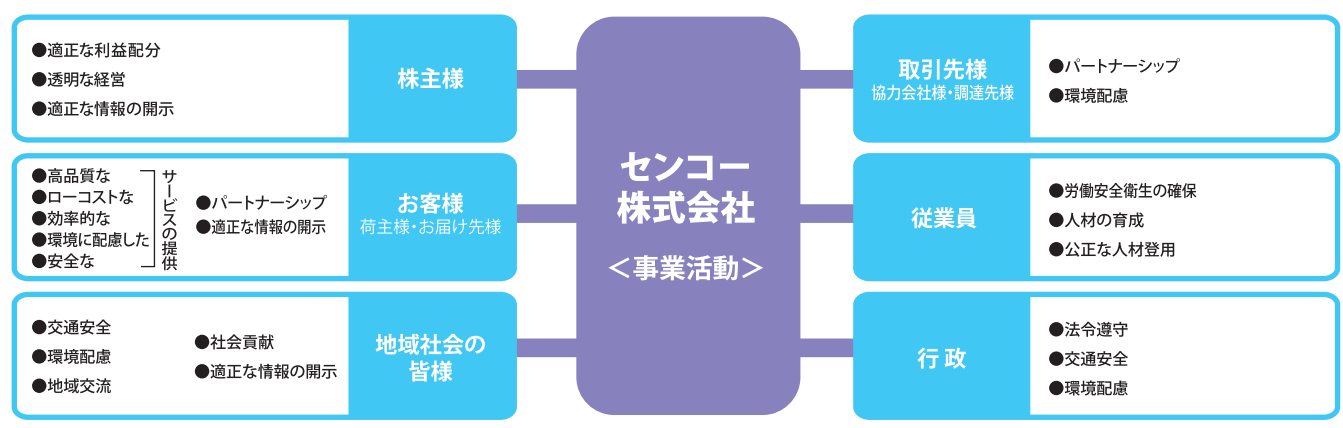 ●適正な利益配分
●透明な経営
●適正な情報の開示
株主様
●高品質な
●ローコストな
●効率的な
●環境に配慮した
●安全な
サービスの提供
●パートナーシップ
●適正な情報の開示
お客様
荷主様・お届け先様
●交通安全
●環境配慮
●地域交流
●社会貢献
●適正な情報の開示
地域社会の
皆様
センコー
株式会社
＜事業活動＞
取引先様
協力会社様・調達先様
●パートナーシップ
●環境配慮
従業員
●労働安全衛生の確保
●人材の育成
●公正な人材登用
行 政
●法令遵守
●交通安全
●環境配慮